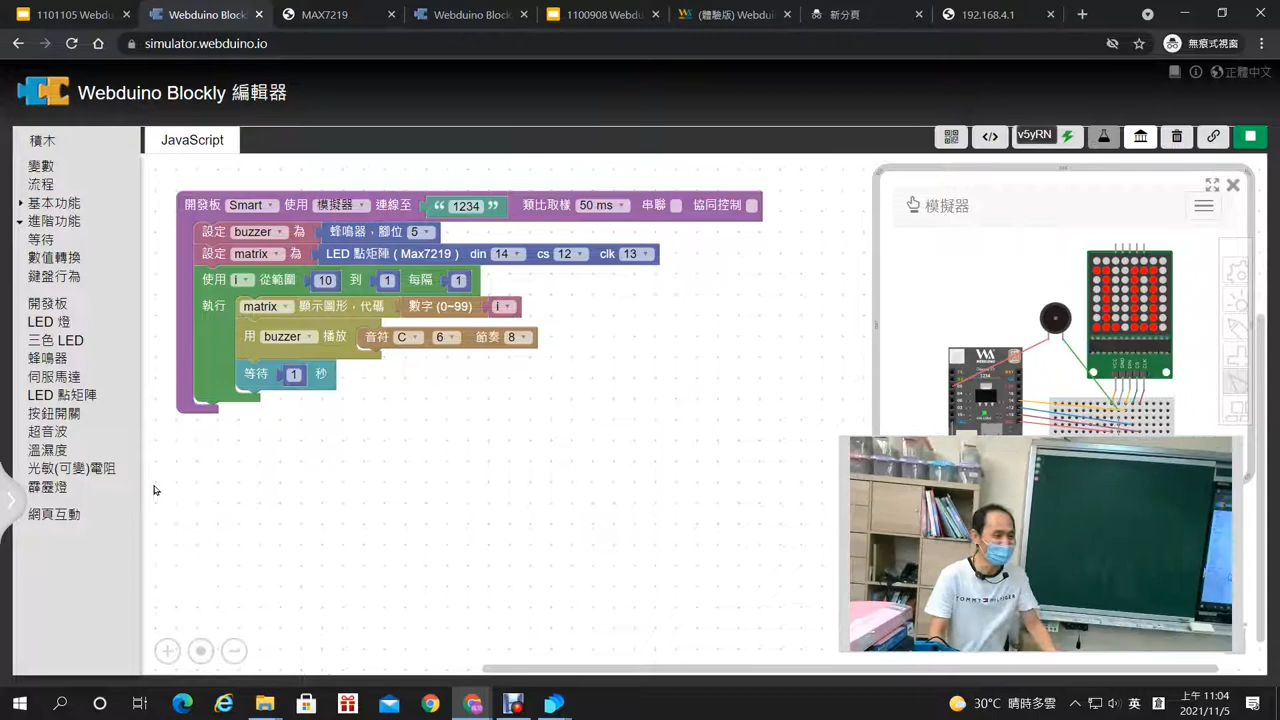 1101105 Webdu
Webduino Block
MAX7219
Webduino Block
1100908 Webdu
(體驗版) Webdui
新分頁
192.168.4.1
simulator.webduino.io
無痕式視窗
正體中文
Webduino Blockly 編輯器
積木
JavaScript
v5yRN
變數
流程
基本功能
進階功能
等待
數值轉換
鍵盤行為
開發板
LED 燈
三色 LED
蜂鳴器
伺服馬達
LED 點矩陣
按鈕開關
超音波
溫濕度
光敏(可變)電阻
霹靂燈
網頁互動
開發板 Smart 使用 模擬器 連線至 “ 1234 ” 類比取樣 50 ms 串聯 協同控制
設定 buzzer 為 蜂鳴器，腳位 5
設定 matrix 為 LED 點矩陣 ( Max7219 ) din 14 cs 12 clk 13
使用 i 從範圍 10 到 1 每隔 1
執行 matrix 顯示圖形，代碼 數字 (0~99) i
用 buzzer 播放 音符 C 6 節奏 8
等待 1 秒
模擬器
VCC GND DIN CS CLK
1234
TOMMY HILFIGER
30°C 晴時多雲
英
上午 11:04
2021/11/5